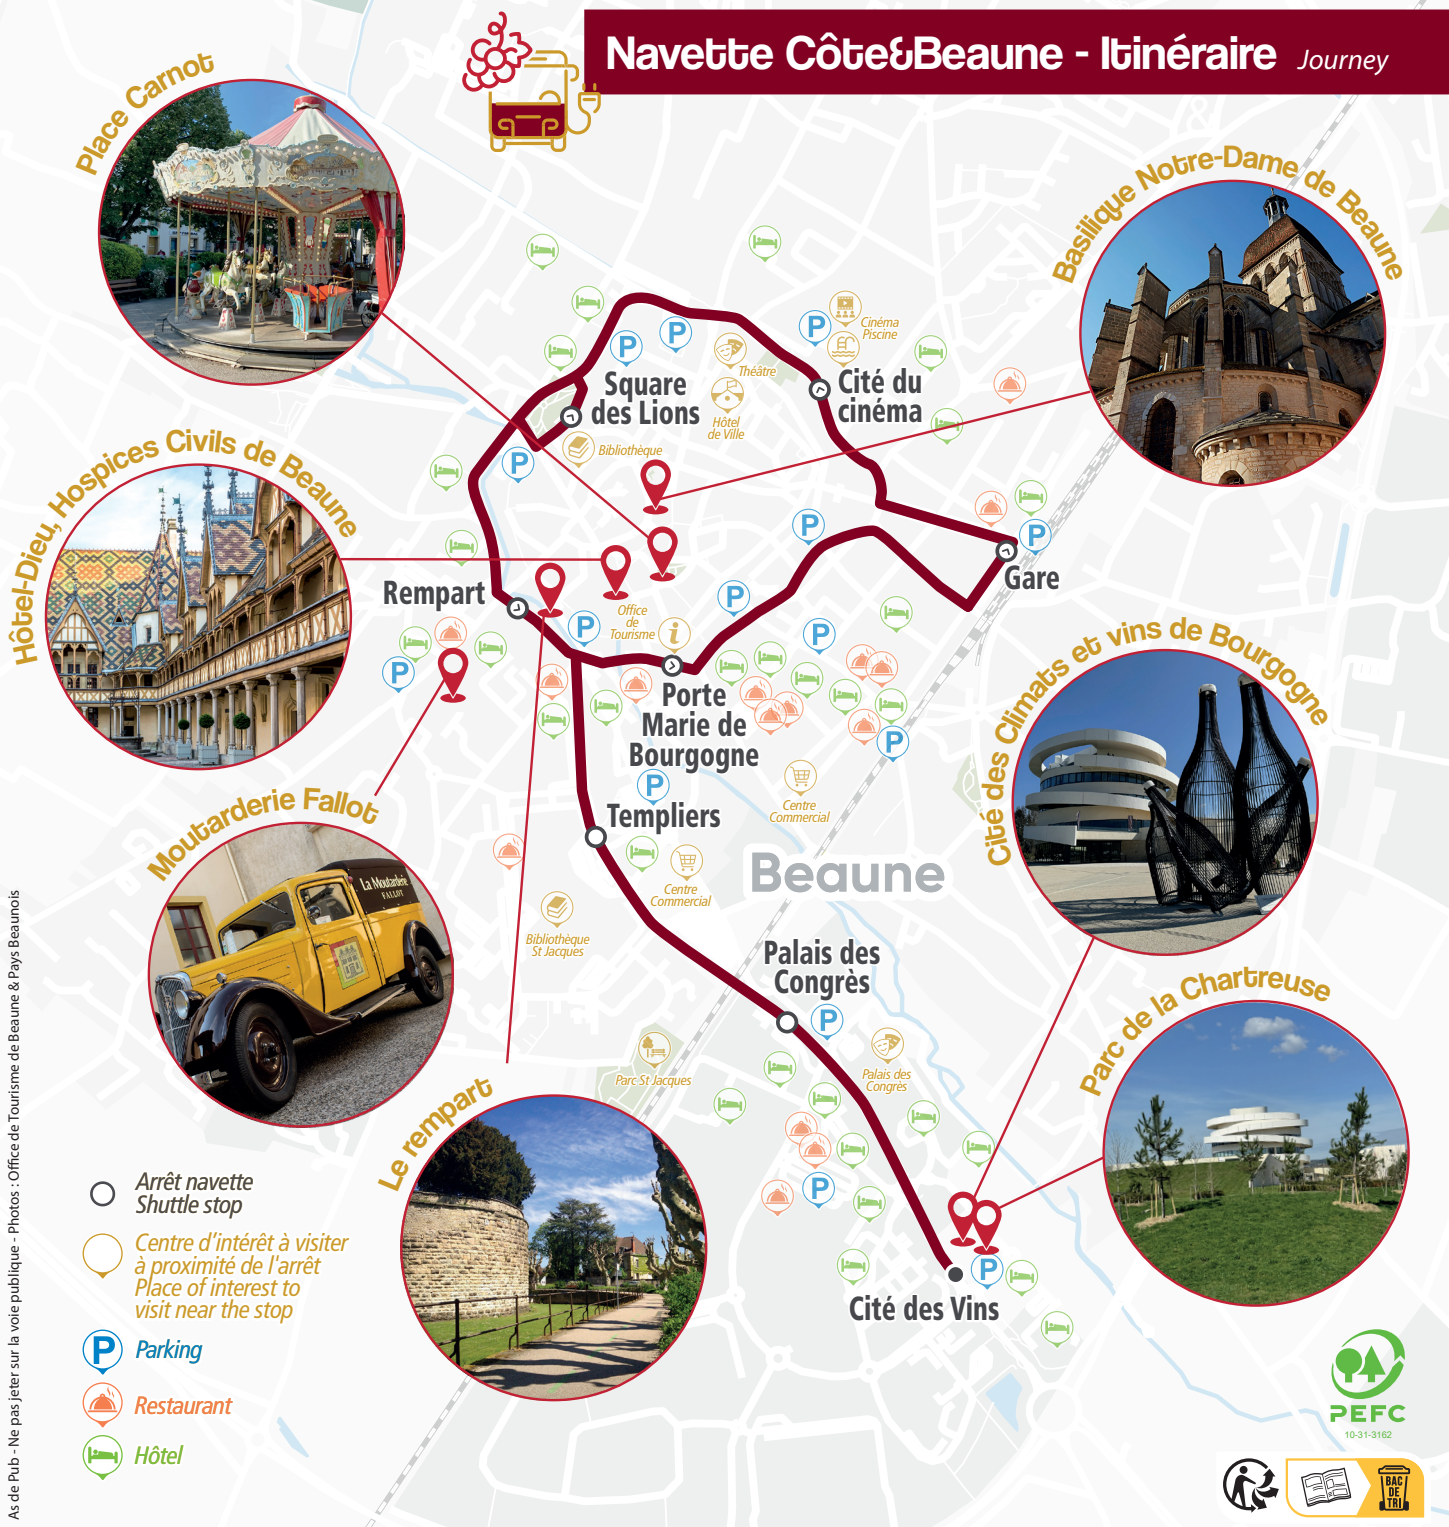 Navette Côte&Beaune - Itinéraire Journey
Place Carnot
Basilique Notre-Dame de Beaune
Cinéma
Piscine
Théâtre
Square
des Lions
Cité du
cinéma
Hôtel
de Ville
Bibliothèque
P
P
P
P
Hôtel-Dieu, Hospices Civils de Beaune
P
P
Gare
Rempart
Office
de
Tourisme
i
P
P
P
P
Porte
Marie de
Bourgogne
P
P
Cité des Climats et vins de Bourgogne
Centre
Commercial
Templiers
Moutarderie Fallot
La Moutarderie
FALLOT
Beaune
Centre
Commercial
Bibliothèque
St Jacques
Palais des
Congrès
P
Palais des
Congrès
Parc St Jacques
Parc de la Chartreuse
Le rempart
P
P
Cité des Vins
Arrêt navette
Shuttle stop
Centre d'intérêt à visiter
à proximité de l'arrêt
Place of interest to
visit near the stop
P Parking
Restaurant
Hôtel
PEFC
10-31-3162
BAC
DE
TRI
As de Pub - Ne pas jeter sur la voie publique - Photos : Office de Tourisme de Beaune & Pays Beaunois